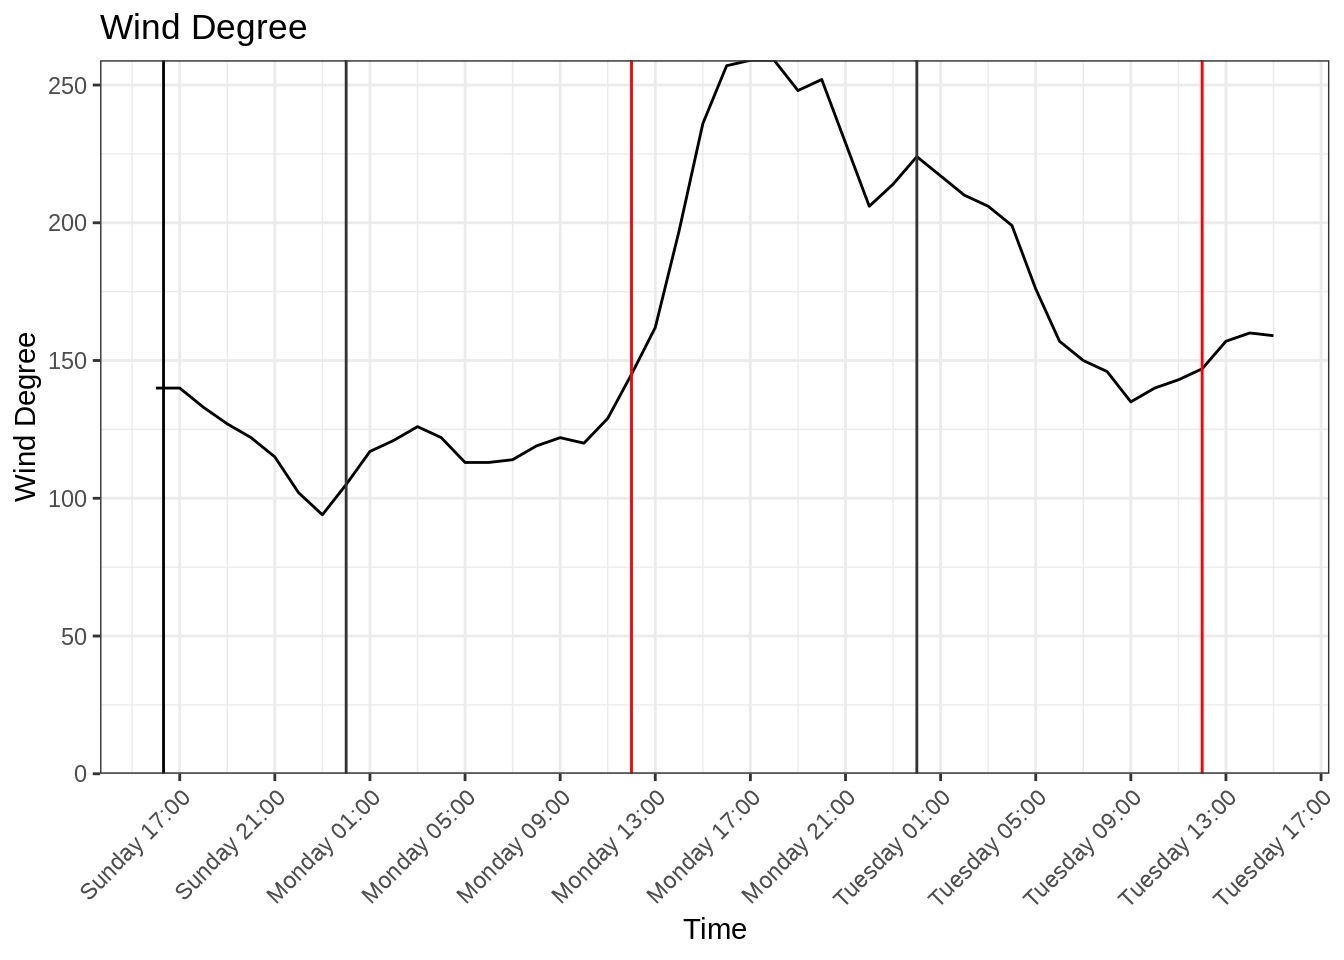 Wind Degree
Wind Degree
250
200
150
100
50
0
Sunday 17:00
Sunday 21:00
Monday 01:00
Monday 05:00
Monday 09:00
Monday 13:00
Monday 17:00
Monday 21:00
Tuesday 01:00
Tuesday 05:00
Tuesday 09:00
Tuesday 13:00
Tuesday 17:00
Time